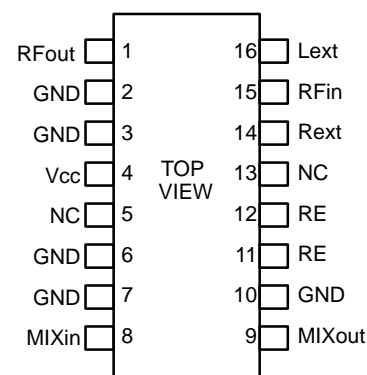 RFout 1 16 Lext
GND 2 15 RFin
GND 3 14 Rext
Vcc 4 TOP VIEW 13 NC
NC 5 12 RE
GND 6 11 RE
GND 7 10 GND
MIXin 8 9 MIXout